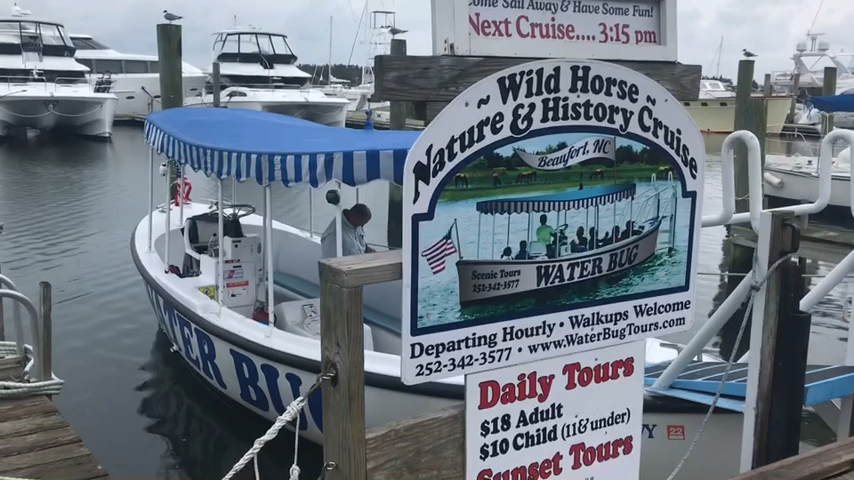 Come Sail Away & Have Some Fun!
Next Cruise.... 3:15 pm
~ Wild Horse ~
Nature & History Cruise
Beaufort, NC
Scenic Tours
252-342-3577
WATER BUG
Departing Hourly • Walkups Welcome
252-342-3577 • www.WaterBugTours.com
Daily Tours
$18 Adult
$10 Child (11 & under)
Sunset Tours
TER BUG
22